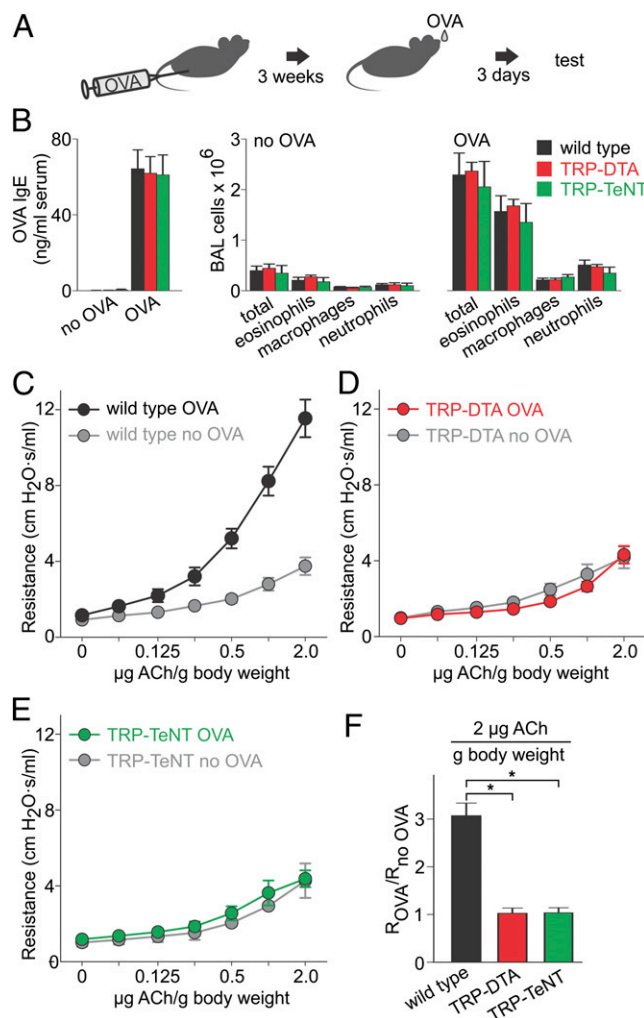 A
OVA
3 weeks
OVA
3 days
test
B
OVA IgE
(ng/ml serum)
80
60
40
20
0
no OVA
OVA
BAL cells x 10⁶
3
2
1
0
no OVA
total
eosinophils
macrophages
neutrophils
OVA
total
eosinophils
macrophages
neutrophils
wild type
TRP-DTA
TRP-TeNT
C
Resistance (cm H₂O·s/ml)
12
8
4
0
wild type OVA
wild type no OVA
0
0.125
0.5
2.0
µg ACh/g body weight
D
Resistance (cm H₂O·s/ml)
12
8
4
0
TRP-DTA OVA
TRP-DTA no OVA
0
0.125
0.5
2.0
µg ACh/g body weight
E
Resistance (cm H₂O·s/ml)
12
8
4
0
TRP-TeNT OVA
TRP-TeNT no OVA
0
0.125
0.5
2.0
µg ACh/g body weight
F
2 µg ACh
g body weight
R_OVA/R_no OVA
3
2
1
0
*
*
wild type
TRP-DTA
TRP-TeNT